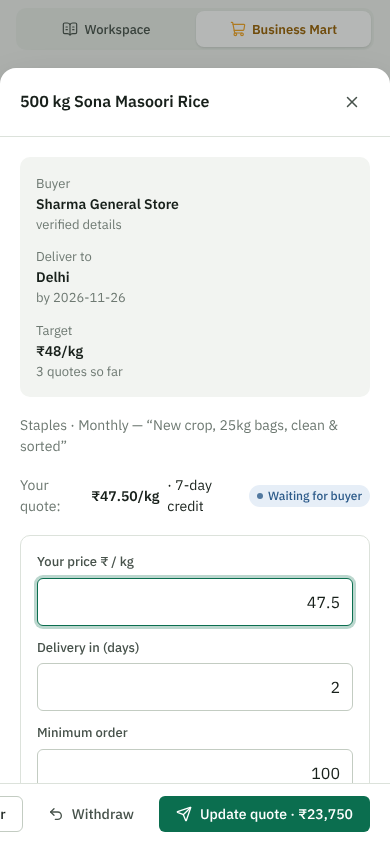 Workspace
Business Mart
500 kg Sona Masoori Rice
Buyer
Sharma General Store
verified details
Deliver to
Delhi
by 2026-11-26
Target
₹48/kg
3 quotes so far
Staples · Monthly — “New crop, 25kg bags, clean &
sorted”
Your quote: ₹47.50/kg · 7-day credit
Waiting for buyer
Your price ₹ / kg
47.5
Delivery in (days)
2
Minimum order
100
r
Withdraw
Update quote · ₹23,750